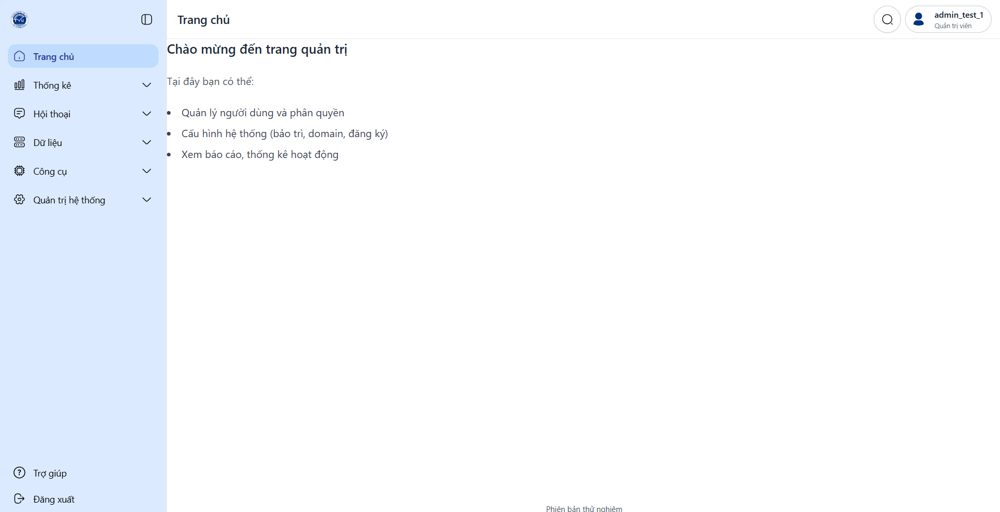 TVU
Trang chủ
Thống kê
Hội thoại
Dữ liệu
Công cụ
Quản trị hệ thống
Trợ giúp
Đăng xuất
Trang chủ
admin_test_1
Quản trị viên
Chào mừng đến trang quản trị
Tại đây bạn có thể:
Quản lý người dùng và phân quyền
Cấu hình hệ thống (bảo trì, domain, đăng ký)
Xem báo cáo, thống kê hoạt động
Phiên bản thử nghiệm